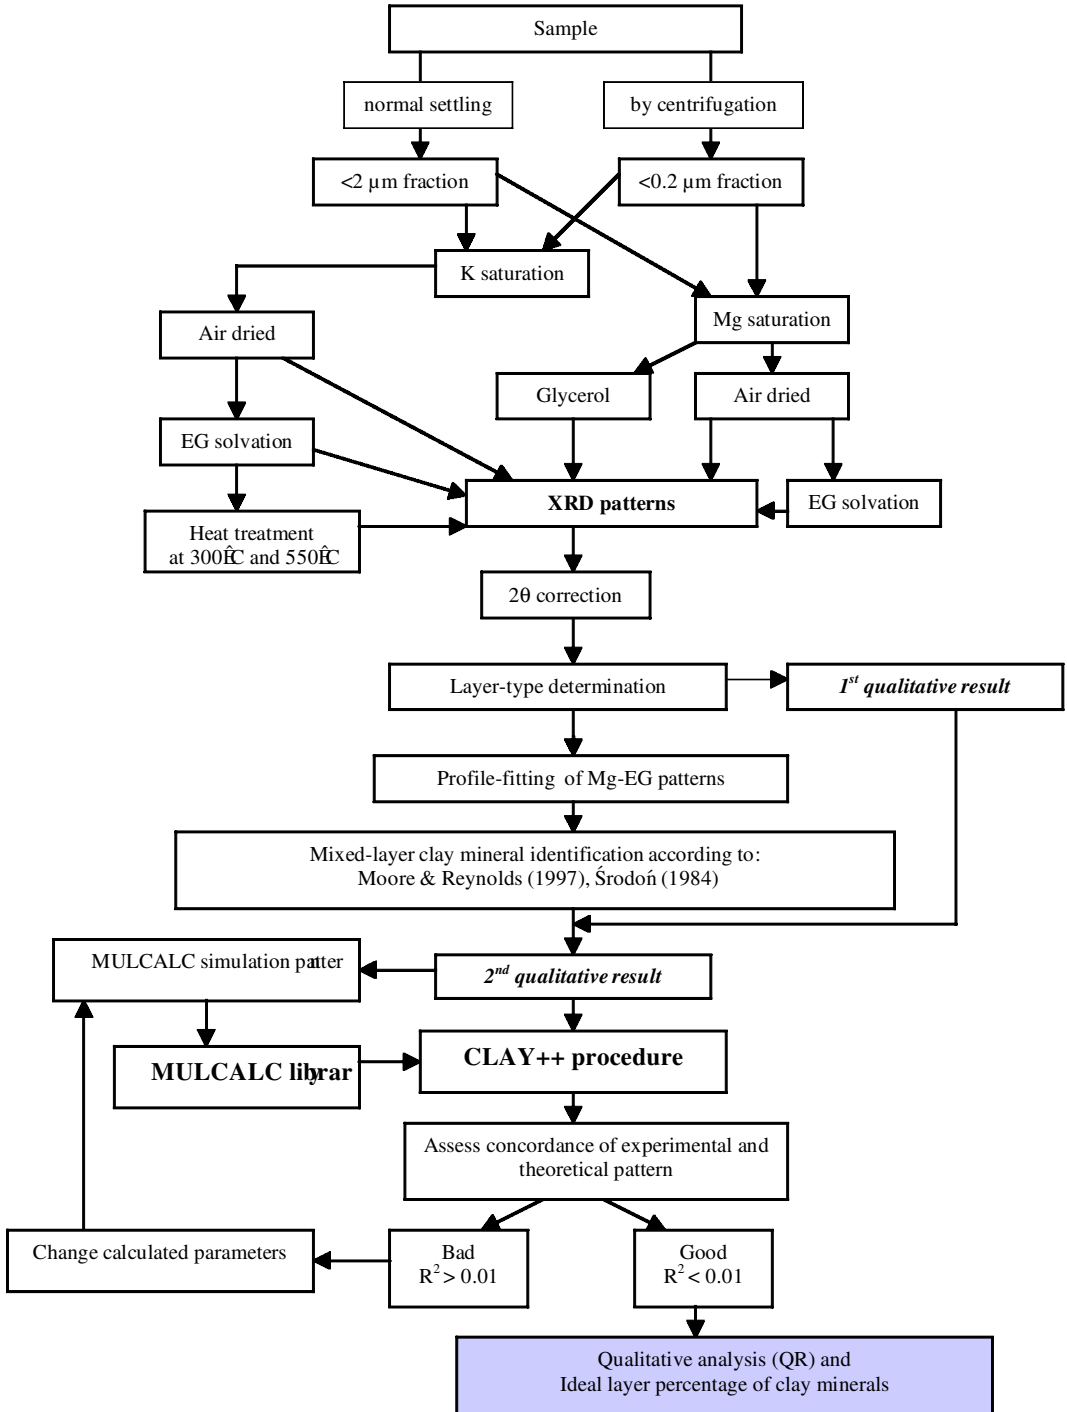 Sample
normal settling
by centrifugation
<2 µm fraction
<0.2 µm fraction
K saturation
Mg saturation
Air dried
Glycerol
Air dried
EG solvation
XRD patterns
EG solvation
Heat treatment
at 300ÊC and 550ÊC
2θ correction
Layer-type determination
1st qualitative result
Profile-fitting of Mg-EG patterns
Mixed-layer clay mineral identification according to:
Moore & Reynolds (1997), Środoń (1984)
MULCALC simulation patter
2nd qualitative result
MULCALC librar
CLAY++ procedure
Assess concordance of experimental and
theoretical pattern
Change calculated parameters
Bad
R2 > 0.01
Good
R2 < 0.01
Qualitative analysis (QR) and
Ideal layer percentage of clay minerals